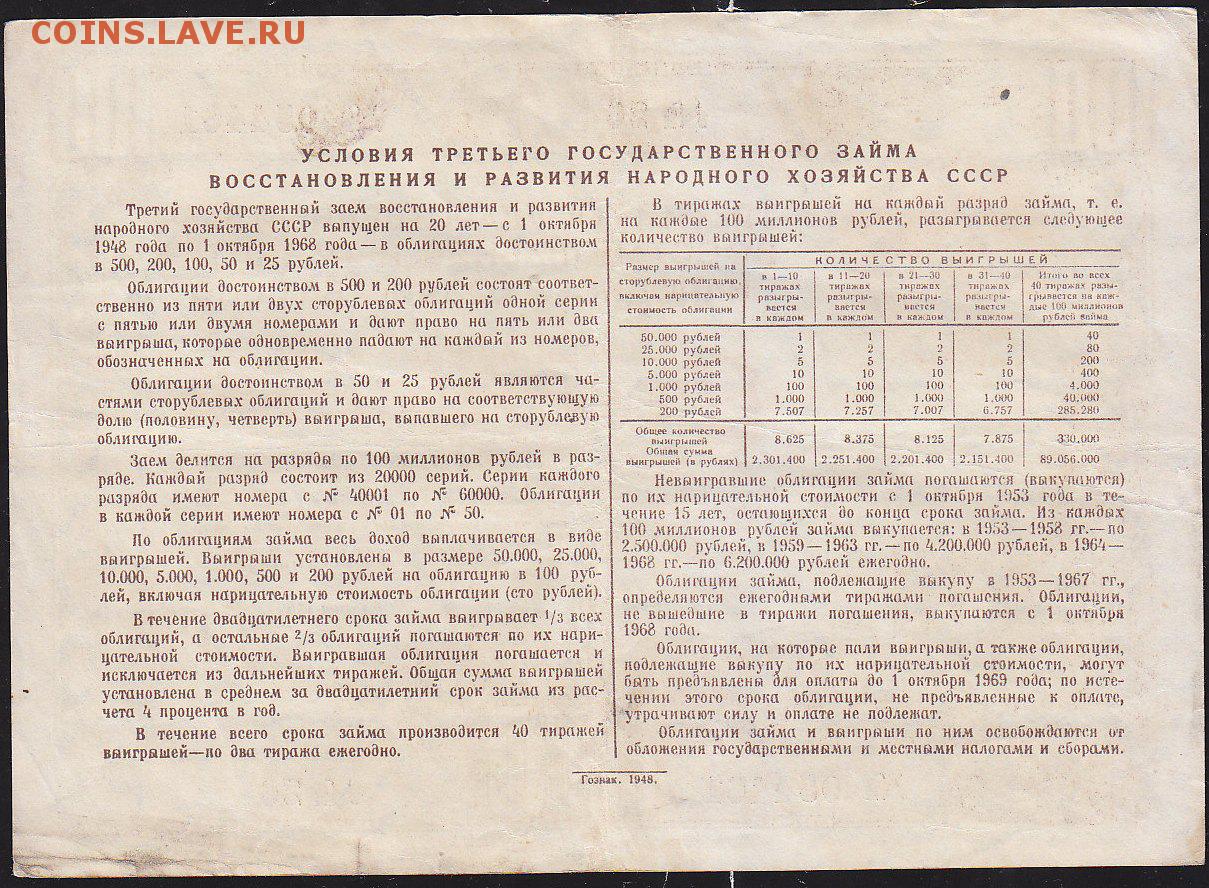 COINS.LAVE.RU
УСЛОВИЯ ТРЕТЬЕГО ГОСУДАРСТВЕННОГО ЗАЙМА
ВОССТАНОВЛЕНИЯ И РАЗВИТИЯ НАРОДНОГО ХОЗЯЙСТВА СССР
Третий государственный заем восстановления и развития
народного хозяйства СССР выпущен на 20 лет—с 1 октября
1948 года по 1 октября 1968 года—в облигациях достоинством
в 500, 200, 100, 50 и 25 рублей.
Облигации достоинством в 500 и 200 рублей состоят соответ-
ственно из пяти или двух сторублевых облигаций одной серии
с пятью или двумя номерами и дают право на пять или два
выигрыша, которые одновременно падают на каждый из номеров,
обозначенных на облигации.
Облигации достоинством в 50 и 25 рублей являются ча-
стями сторублевых облигаций и дают право на соответствующую
долю (половину, четверть) выигрыша, выпавшего на сторублевую
облигацию.
Заем делится на разряды по 100 миллионов рублей в раз-
ряде. Каждый разряд состоит из 20000 серий. Серии каждого
разряда имеют номера с № 40001 по № 60000. Облигации
в каждой серии имеют номера с № 01 по № 50.
По облигациям займа весь доход выплачивается в виде
выигрышей. Выигрыши установлены в размере 50.000, 25.000,
10.000, 5.000, 1.000, 500 и 200 рублей на облигацию в 100 руб-
лей, включая нарицательную стоимость облигации (сто рублей).
В течение двадцатилетнего срока займа выигрывает 1/3 всех
облигаций, а остальные 2/3 облигаций погашаются по их нари-
цательной стоимости. Выигравшая облигация погашается и
исключается из дальнейших тиражей. Общая сумма выигрышей
установлена в среднем за двадцатилетний срок займа из рас-
чета 4 процента в год.
В течение всего срока займа производится 40 тиражей
выигрышей—по два тиража ежегодно.
В тиражах выигрышей на каждый разряд займа, т. е.
на каждые 100 миллионов рублей, разыгрывается следующее
количество выигрышей:
Размер выигрышей на
сторублевую облигацию,
включая нарицательную
стоимость облигации
КОЛИЧЕСТВО ВЫИГРЫШЕЙ
в 1—10
тиражах
разыгры-
вается
в каждом
в 11—20
тиражах
разыгры-
вается
в каждом
в 21—30
тиражах
разыгры-
вается
в каждом
в 31—40
тиражах
разыгры-
вается
в каждом
Итого во всех
40 тиражах разы-
грывается на каж-
дые 100 миллионов
рублей займа
50.000 рублей 1 1 1 1 40
25.000 рублей 2 2 2 2 80
10.000 рублей 5 5 5 5 200
5.000 рублей 10 10 10 10 400
1.000 рублей 100 100 100 100 4.000
500 рублей 1.000 1.000 1.000 1.000 40.000
200 рублей 7.507 7.257 7.007 6.757 285.280
Общее количество
выигрышей 8.625 8.375 8.125 7.875 330.000
Общая сумма
выигрышей (в рублях) 2.301.400 2.251.400 2.201.400 2.151.400 89.056.000
Невыигравшие облигации займа погашаются (выкупаются)
по их нарицательной стоимости с 1 октября 1953 года в те-
чение 15 лет, остающихся до конца срока займа. Из каждых
100 миллионов рублей займа выкупается: в 1953—1958 гг.—по
2.500.000 рублей, в 1959—1963 гг.—по 4.200.000 рублей, в 1964—
1968 гг.—по 6.200.000 рублей ежегодно.
Облигации займа, подлежащие выкупу в 1953—1967 гг.,
определяются ежегодными тиражами погашения. Облигации,
не вышедшие в тиражи погашения, выкупаются с 1 октября
1968 года.
Облигации, на которые пали выигрыши, а также облигации,
подлежащие выкупу по их нарицательной стоимости, могут
быть предъявлены для оплаты до 1 октября 1969 года; по исте-
чении этого срока облигации, не предъявленные к оплате,
утрачивают силу и оплате не подлежат.
Облигации займа и выигрыши по ним освобождаются от
обложения государственными и местными налогами и сборами.
Гознак. 1948.